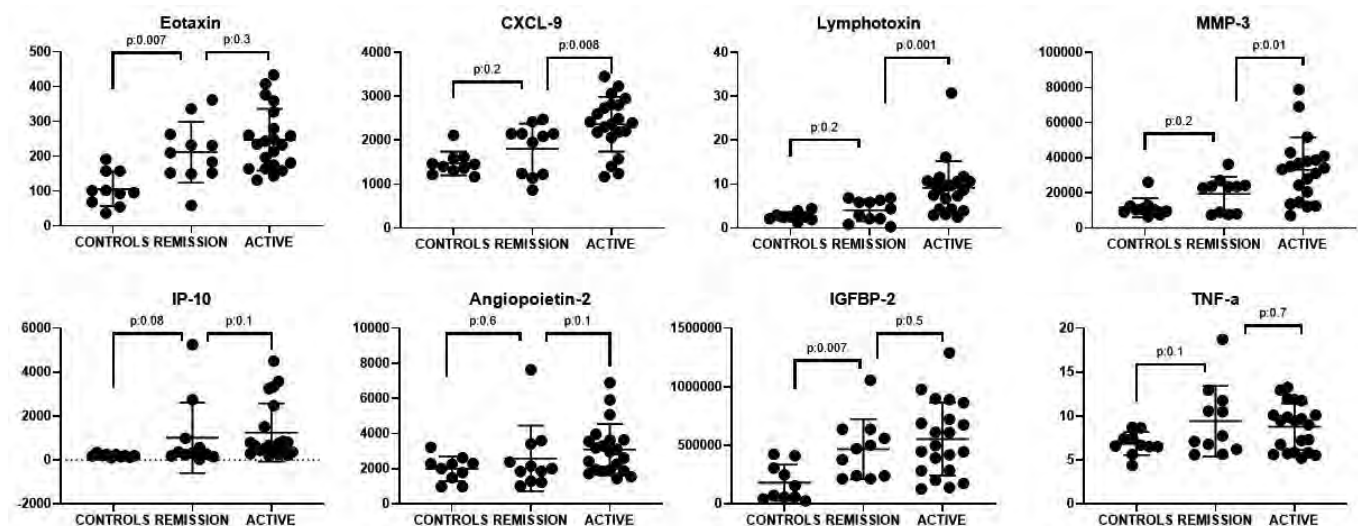 Eotaxin
p:0.007
p:0.3
500
400
300
200
100
0
CONTROLS REMISSION ACTIVE
CXCL-9
p:0.008
p:0.2
4000
3000
2000
1000
0
CONTROLS REMISSION ACTIVE
Lymphotoxin
p:0.001
p:0.2
40
30
20
10
0
CONTROLS REMISSION ACTIVE
MMP-3
p:0.01
p:0.2
100000
80000
60000
40000
20000
0
CONTROLS REMISSION ACTIVE
IP-10
p:0.08
p:0.1
6000
4000
2000
0
-2000
CONTROLS REMISSION ACTIVE
Angiopoietin-2
p:0.6
p:0.1
10000
8000
6000
4000
2000
0
CONTROLS REMISSION ACTIVE
IGFBP-2
p:0.5
p:0.007
1500000
1000000
500000
0
CONTROLS REMISSION ACTIVE
TNF-a
p:0.7
p:0.1
20
15
10
5
0
CONTROLS REMISSION ACTIVE